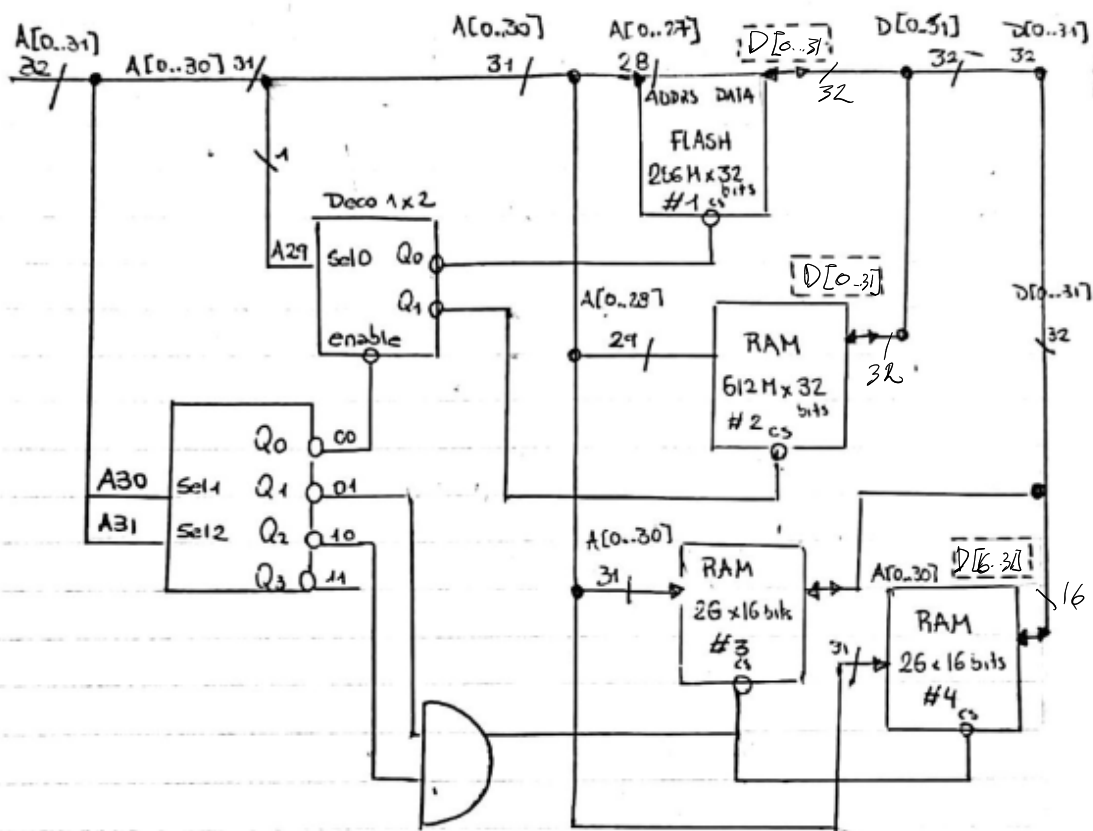 A[0..31]
32
A[0..30] 31
A[0..30]
31
A[0..27]
28
D[0..31]
32
D[0..31]
32
D[0..31]
32
1
ADDRS DATA
FLASH
256M x 32
bits
#1 cs
Deco 1x2
A29
Sel0
Q0
Q1
enable
D[0..31]
A[0..28]
29
RAM
512M x 32
bits
#2 cs
32
D[0..31]
32
A30
A31
Sel1
Sel2
Q0
00
Q1
01
Q2
10
Q3
11
A[0..30]
31
RAM
2G x 16 bits
#3
cs
A[0..30]
D[16..31]
16
31
RAM
2G x 16 bits
#4 cs